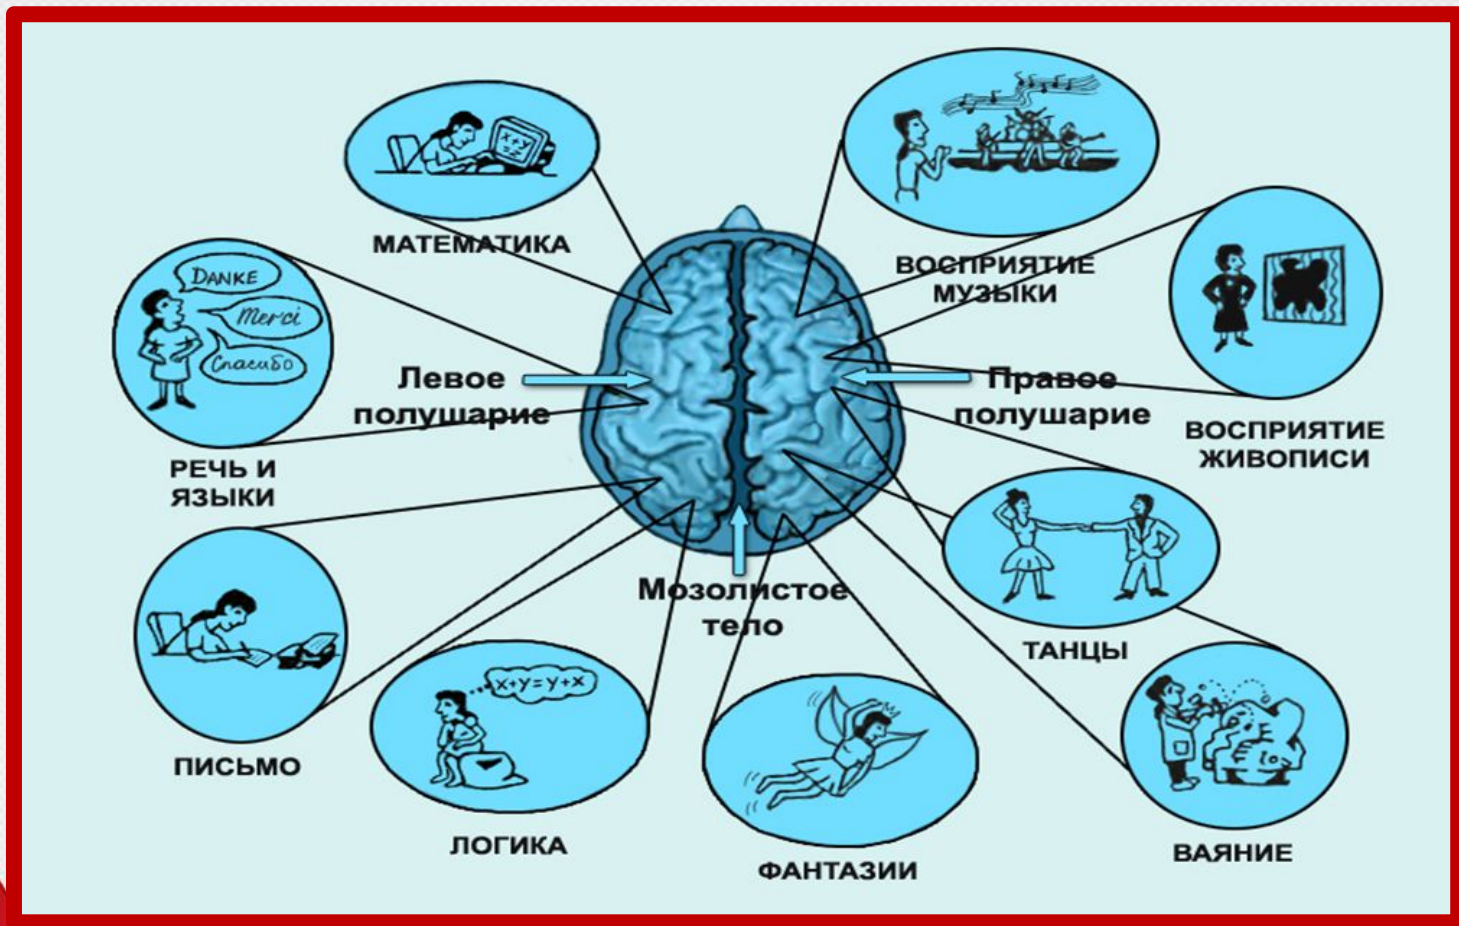 МАТЕМАТИКА
x+y
=z
ВОСПРИЯТИЕ
МУЗЫКИ
DANKE
Merci
Спасибо
РЕЧЬ И
ЯЗЫКИ
Левое
полушарие
Правое
полушарие
ВОСПРИЯТИЕ
ЖИВОПИСИ
Мозолистое
тело
ТАНЦЫ
ПИСЬМО
x+y=y+x
ЛОГИКА
ФАНТАЗИИ
ВАЯНИЕ